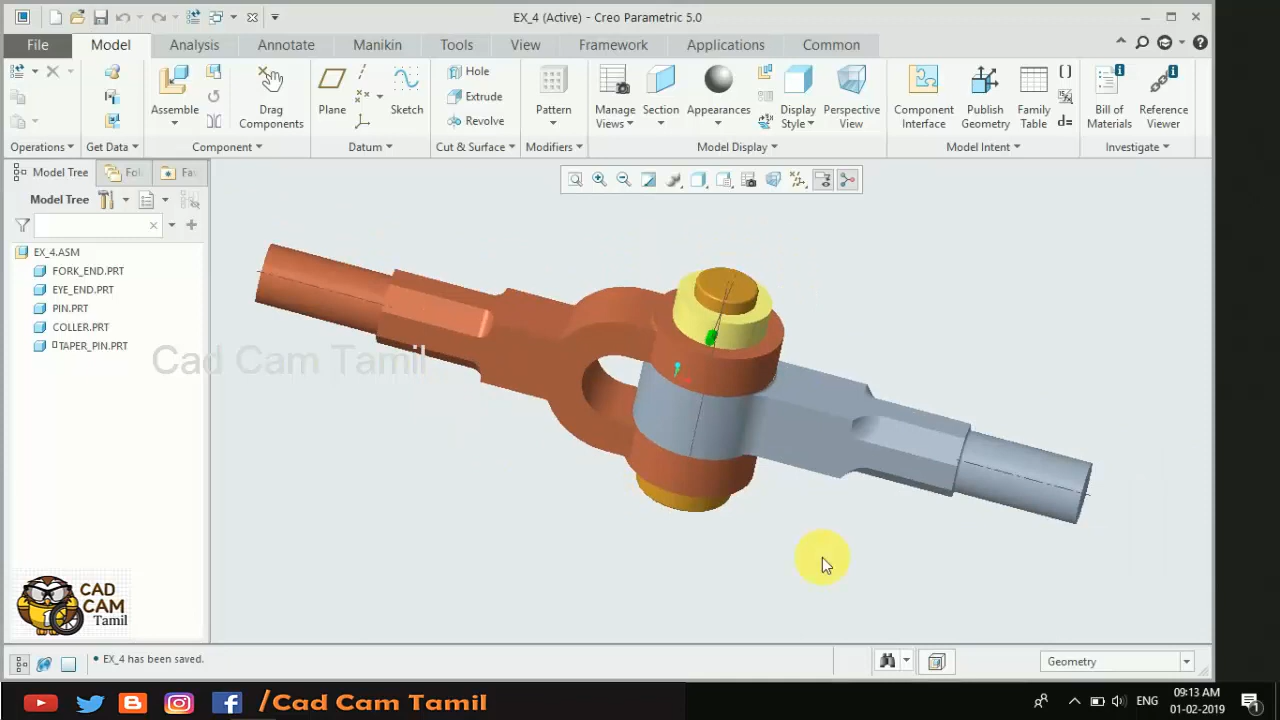 EX_4 (Active) - Creo Parametric 5.0
File Model Analysis Annotate Manikin Tools View Framework Applications Common
Assemble
Drag
Components
Plane
Sketch
Hole
Extrude
Revolve
Pattern
Manage
Views
Section
Appearances
Display
Style
Perspective
View
Component
Interface
Publish
Geometry
Family
Table
d=
Bill of
Materials
Reference
Viewer
Operations Get Data Component Datum Cut & Surface Modifiers Model Display Model Intent Investigate
Model Tree Fol Fav
Model Tree
EX_4.ASM
FORK_END.PRT
EYE_END.PRT
PIN.PRT
COLLER.PRT
TAPER_PIN.PRT
Cad Cam Tamil
CAD
CAM
Tamil
• EX_4 has been saved.
Geometry
/Cad Cam Tamil
ENG
09:13 AM
01-02-2019
1